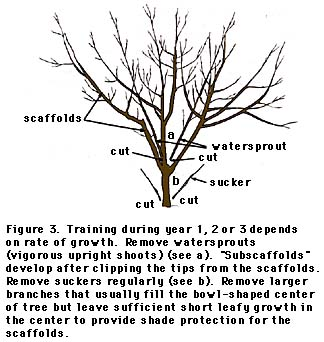 scaffolds
a
watersprout
cut
cut
b
sucker
cut
cut
Figure 3. Training during year 1, 2 or 3 depends
on rate of growth. Remove watersprouts
(vigorous upright shoots) (see a). "Subscaffolds"
develop after clipping the tips from the scaffolds.
Remove suckers regularly (see b). Remove larger
branches that usually fill the bowl-shaped center
of tree but leave sufficient short leafy growth in
the center to provide shade protection for the
scaffolds.